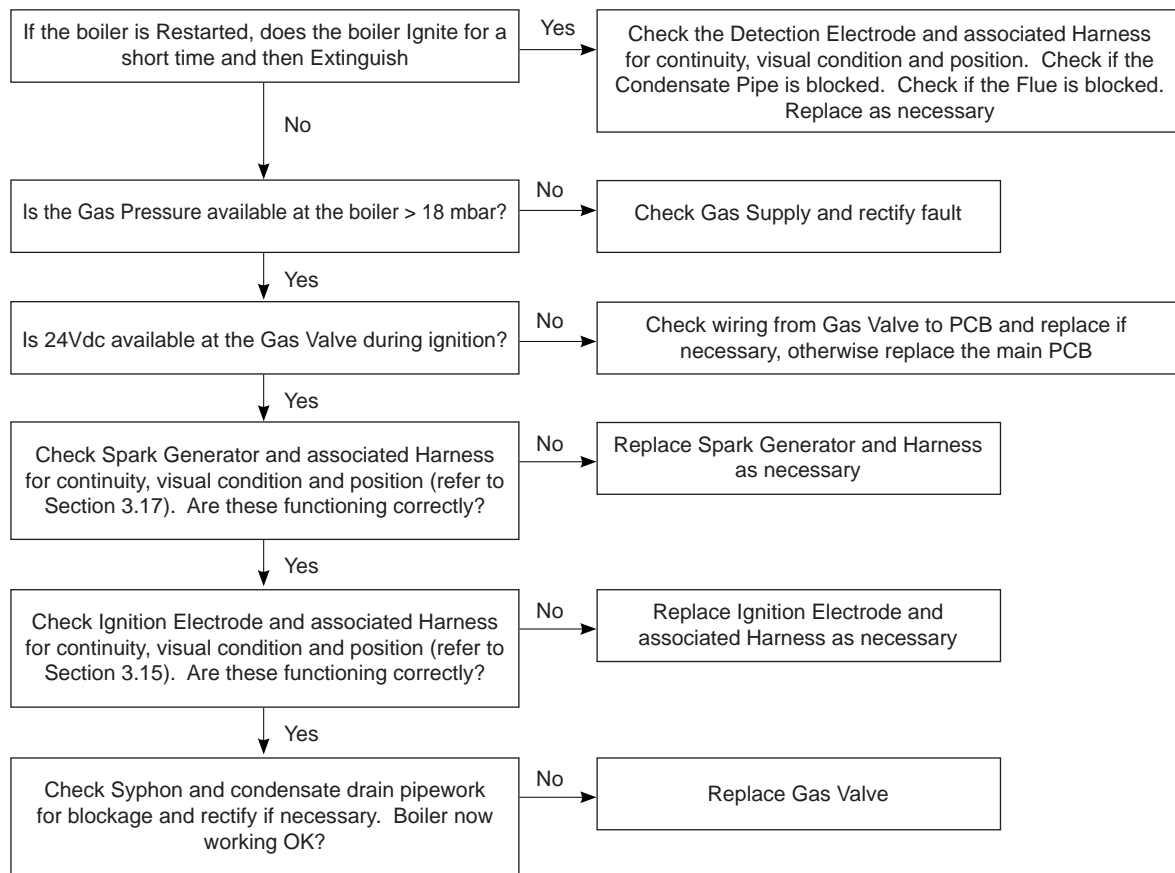 If the boiler is Restarted, does the boiler Ignite for a
short time and then Extinguish
Yes
Check the Detection Electrode and associated Harness
for continuity, visual condition and position.  Check if the
Condensate Pipe is blocked.  Check if the Flue is blocked.
Replace as necessary
No
Is the Gas Pressure available at the boiler > 18 mbar?
No
Check Gas Supply and rectify fault
Yes
Is 24Vdc available at the Gas Valve during ignition?
No
Check wiring from Gas Valve to PCB and replace if
necessary, otherwise replace the main PCB
Yes
Check Spark Generator and associated Harness
for continuity, visual condition and position (refer to
Section 3.17).  Are these functioning correctly?
No
Replace Spark Generator and Harness
as necessary
Yes
Check Ignition Electrode and associated Harness
for continuity, visual condition and position (refer to
Section 3.15).  Are these functioning correctly?
No
Replace Ignition Electrode and
associated Harness as necessary
Yes
Check Syphon and condensate drain pipework
for blockage and rectify if necessary.  Boiler now
working OK?
No
Replace Gas Valve